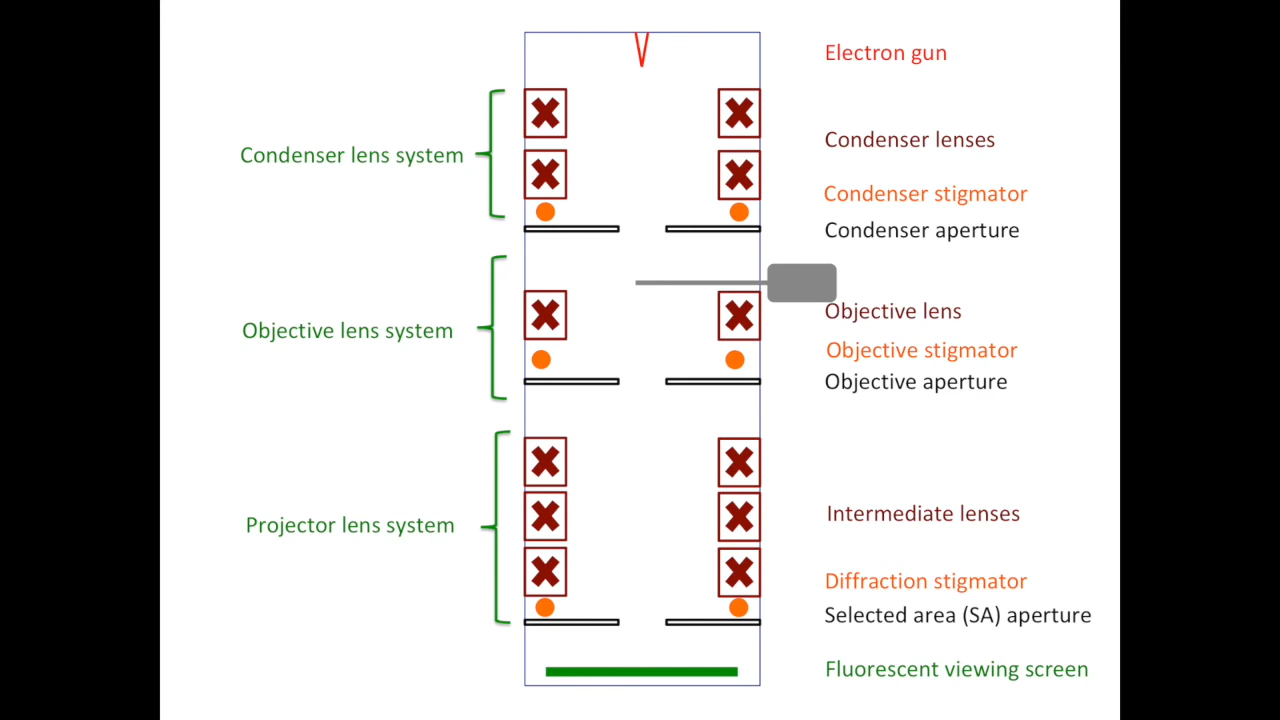 Electron gun
Condenser lens system
Condenser lenses
Condenser stigmator
Condenser aperture
Objective lens system
Objective lens
Objective stigmator
Objective aperture
Projector lens system
Intermediate lenses
Diffraction stigmator
Selected area (SA) aperture
Fluorescent viewing screen